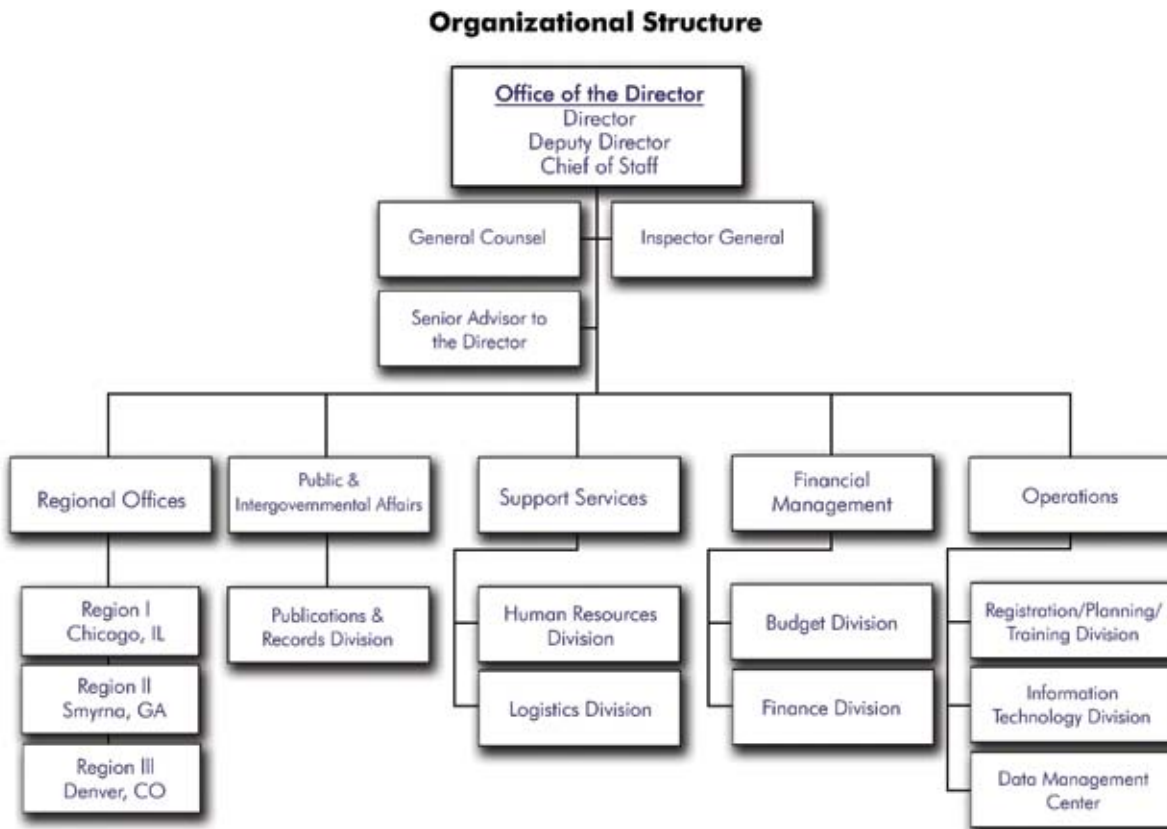 Organizational Structure
Office of the Director
Director
Deputy Director
Chief of Staff
General Counsel
Inspector General
Senior Advisor to
the Director
Regional Offices
Public &
Intergovernmental Affairs
Support Services
Financial
Management
Operations
Region I
Chicago, IL
Region II
Smyrna, GA
Region III
Denver, CO
Publications &
Records Division
Human Resources
Division
Logistics Division
Budget Division
Finance Division
Registration/Planning/
Training Division
Information
Technology Division
Data Management
Center